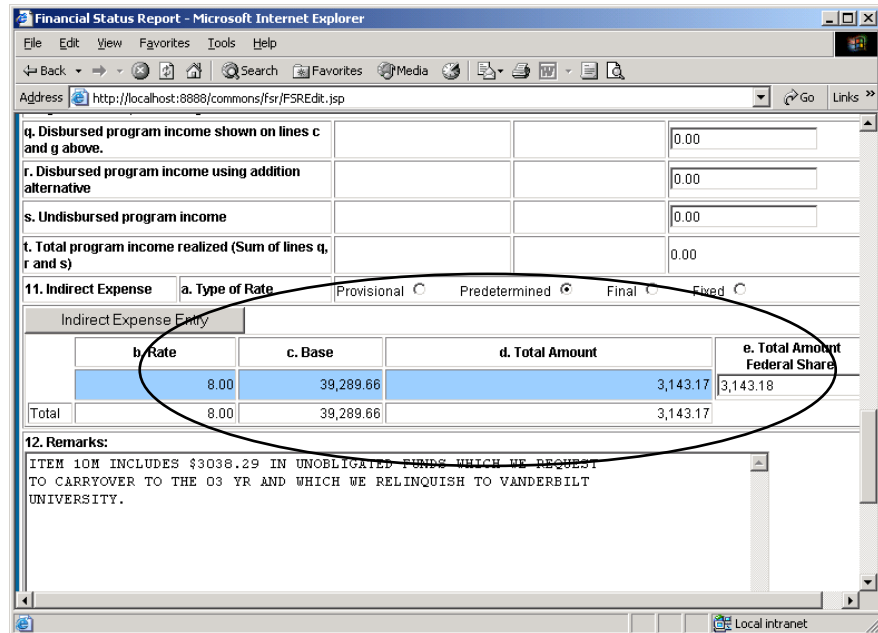 Financial Status Report - Microsoft Internet Explorer
File Edit View Favorites Tools Help
Back Search Favorites Media
Address http://localhost:8888/commons/fsr/FSREdit.jsp Go Links »
q. Disbursed program income shown on lines c
and g above.
0.00
r. Disbursed program income using addition
alternative
0.00
s. Undisbursed program income
0.00
t. Total program income realized (Sum of lines q,
r and s)
0.00
11. Indirect Expense a. Type of Rate Provisional Predetermined Final Fixed
Indirect Expense Entry
b. Rate c. Base d. Total Amount e. Total Amount
Federal Share
8.00 39,289.66 3,143.17 3,143.18
Total 8.00 39,289.66 3,143.17
12. Remarks:
ITEM 10M INCLUDES $3038.29 IN UNOBLIGATED FUNDS WHICH WE REQUEST
TO CARRYOVER TO THE 03 YR AND WHICH WE RELINQUISH TO VANDERBILT
UNIVERSITY.
Local intranet